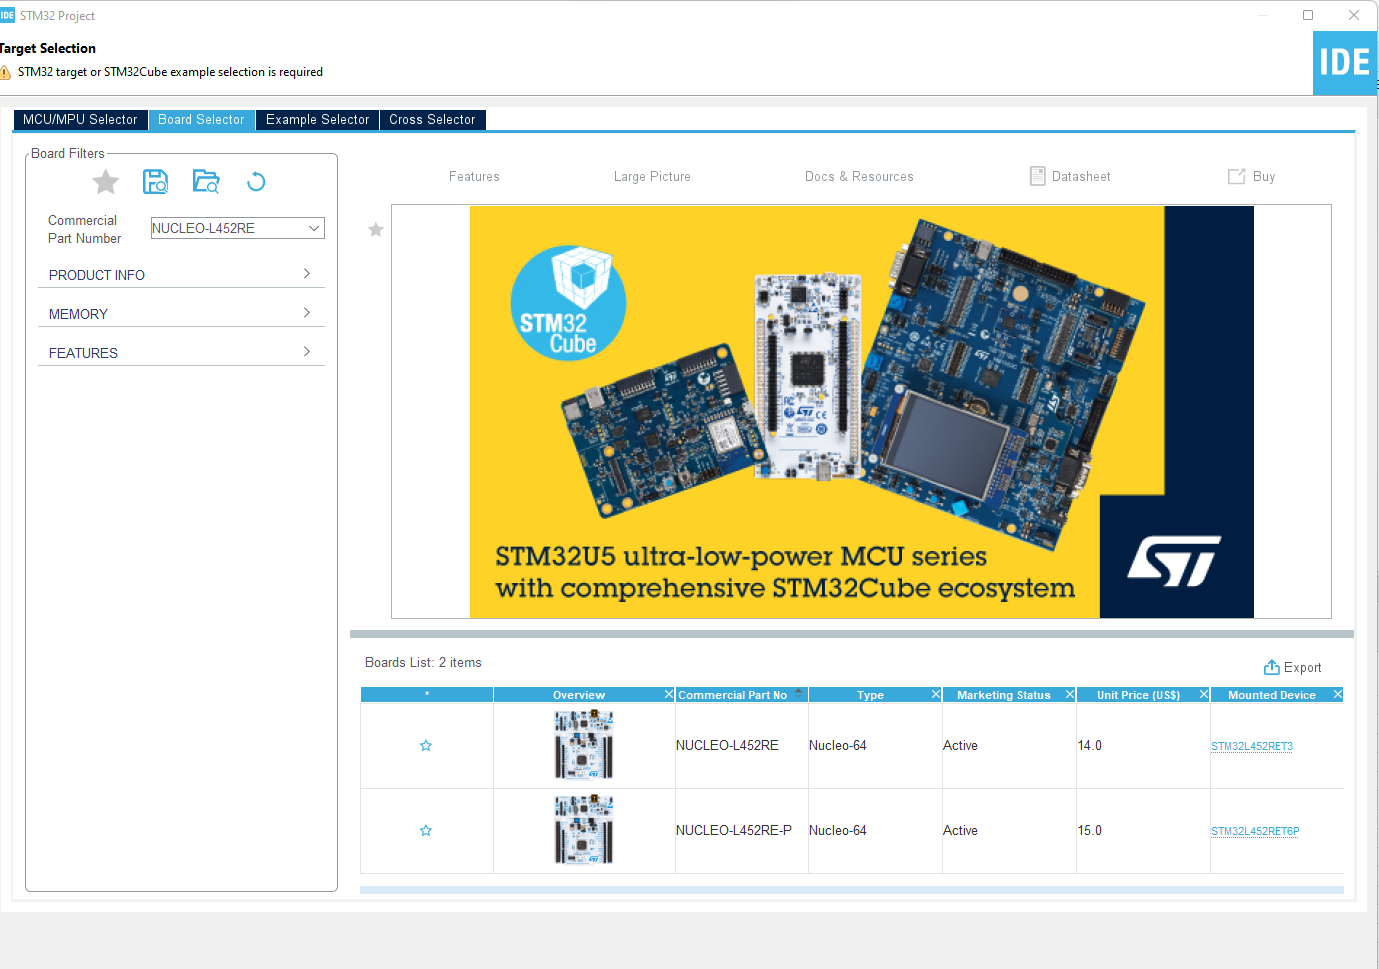 IDE STM32 Project
Target Selection
STM32 target or STM32Cube example selection is required
IDE
MCU/MPU Selector
Board Selector
Example Selector
Cross Selector
Board Filters
Commercial
Part Number
NUCLEO-L452RE
PRODUCT INFO
MEMORY
FEATURES
Features
Large Picture
Docs & Resources
Datasheet
Buy
STM32
Cube
STM32U5 ultra-low-power MCU series
with comprehensive STM32Cube ecosystem
ST
Boards List: 2 items
Export
* Overview Commercial Part No Type Marketing Status Unit Price (US$) Mounted Device
NUCLEO-L452RE Nucleo-64 Active 14.0 STM32L452RET3
NUCLEO-L452RE-P Nucleo-64 Active 15.0 STM32L452RET6P